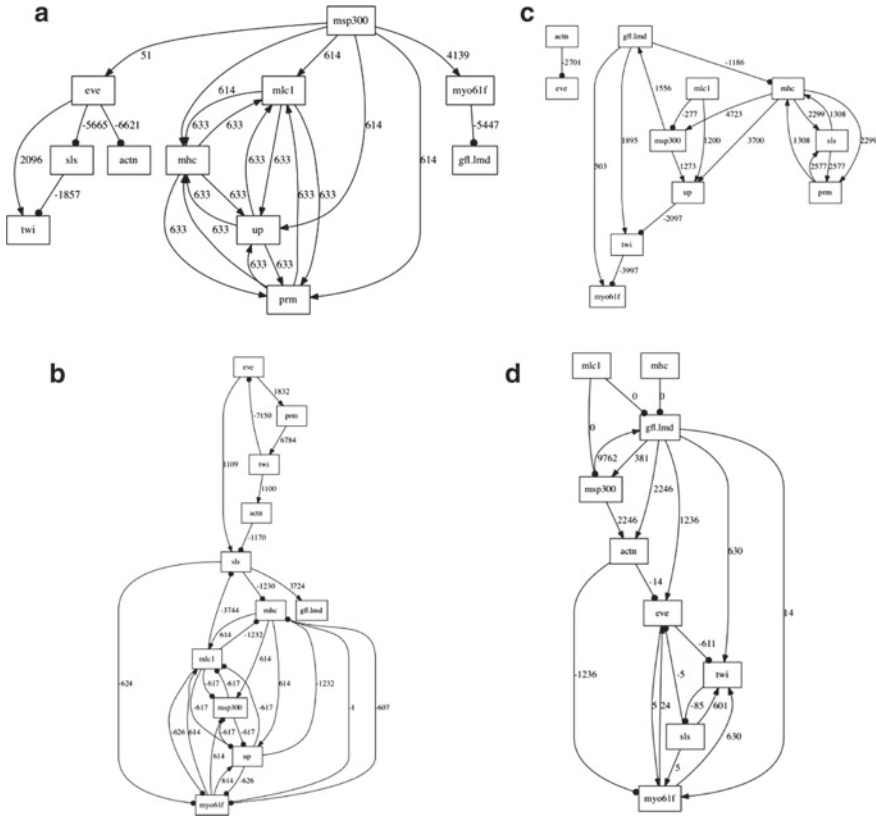 a
msp300
51
614
4139
eve
mlc1
myo61f
614
-5665
-6621
633
633
614
-5447
2096
sls
actn
mhc
633
633
633
gfl.lmd
614
-1857
633
633
twi
up
633
633
633
633
prm
c
actn
gfl.lmd
-2701
-1186
eve
1556
mlc1
mhc
-277
4723
2299
1308
msp300
sls
503
1895
1200
3700
1308
2577
2577
2299
1273
up
prm
-2097
twi
-3997
myo61f
b
eve
1832
-7150
prm
6784
twi
1109
1100
actn
-1170
sls
-1230
3724
mhc
gfl.lmd
-3744
614
-1232
mlc1
614
614
-1232
-624
-617
-617
-617
msp300
-617
-617
-617
-626
614
-1
-607
614
up
614
-626
myo61f
d
mlc1
mhc
0
0
gfl.lmd
0
9762
381
msp300
2246
1236
2246
actn
630
-14
eve
14
-611
-1236
-5
twi
5
24
-85
601
sls
630
5
myo61f